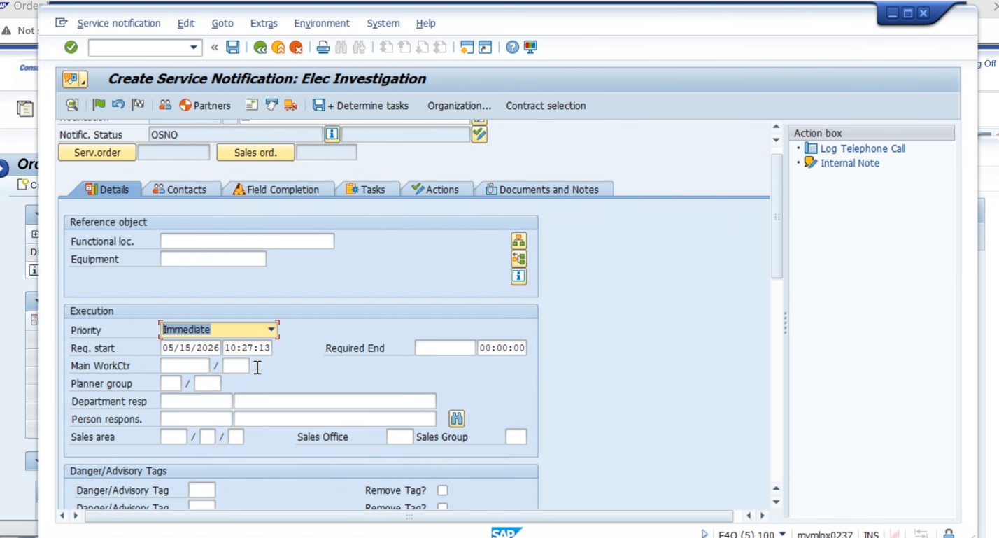 SAP Order
Service notification Edit Goto Extras Environment System Help
Not
Cons
g Off
Create Service Notification: Elec Investigation
Partners + Determine tasks Organization... Contract selection
Notific. Status OSNO
Action box
Serv.order Sales ord.
Log Telephone Call
Internal Note
Details Contacts Field Completion Tasks Actions Documents and Notes
Reference object
Functional loc.
Equipment
Execution
Priority Immediate
Req. start 05/15/2026 10:27:13 Required End 00:00:00
Main WorkCtr /
Planner group /
Department resp
Person respons.
Sales area / / Sales Office Sales Group
Danger/Advisory Tags
Danger/Advisory Tag Remove Tag?
Danger/Advisory Tag Remove Tag?
SAP E4Q (5) 100 mvmlnx0237 INS